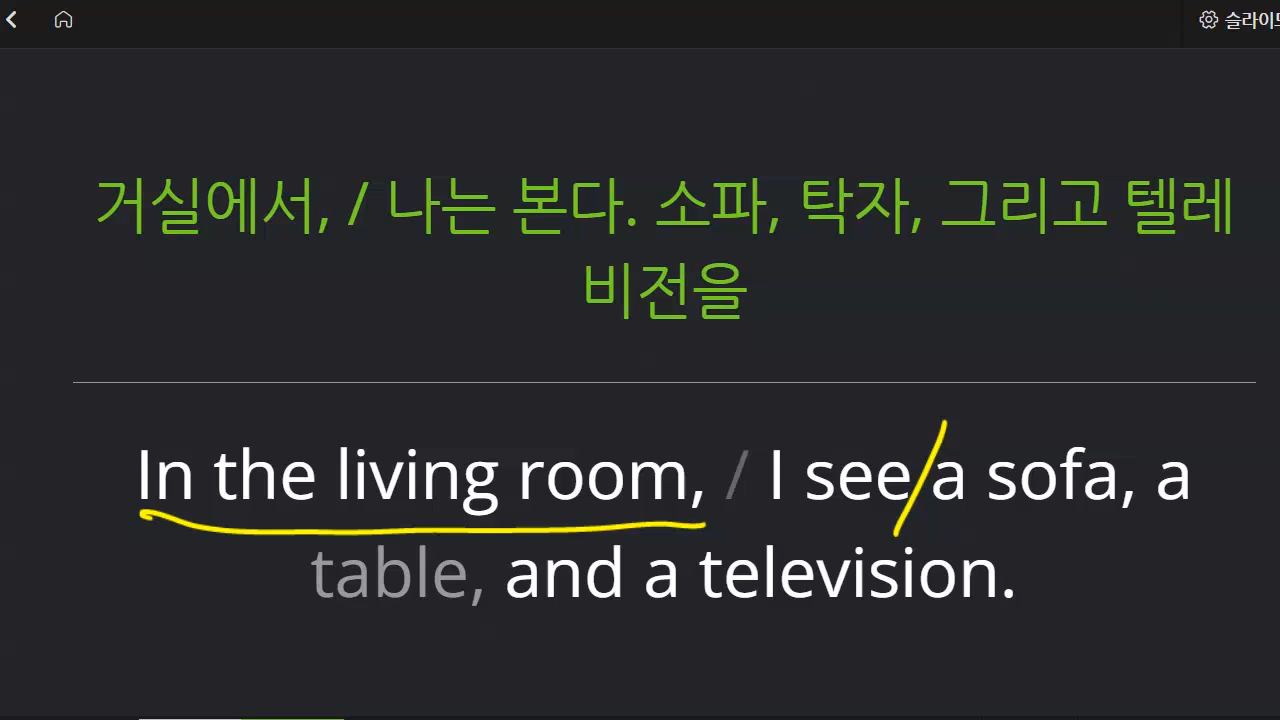 슬라이드
거실에서, / 나는 본다. 소파, 탁자, 그리고 텔레
비전을
In the living room, / I see a sofa, a
table, and a television.